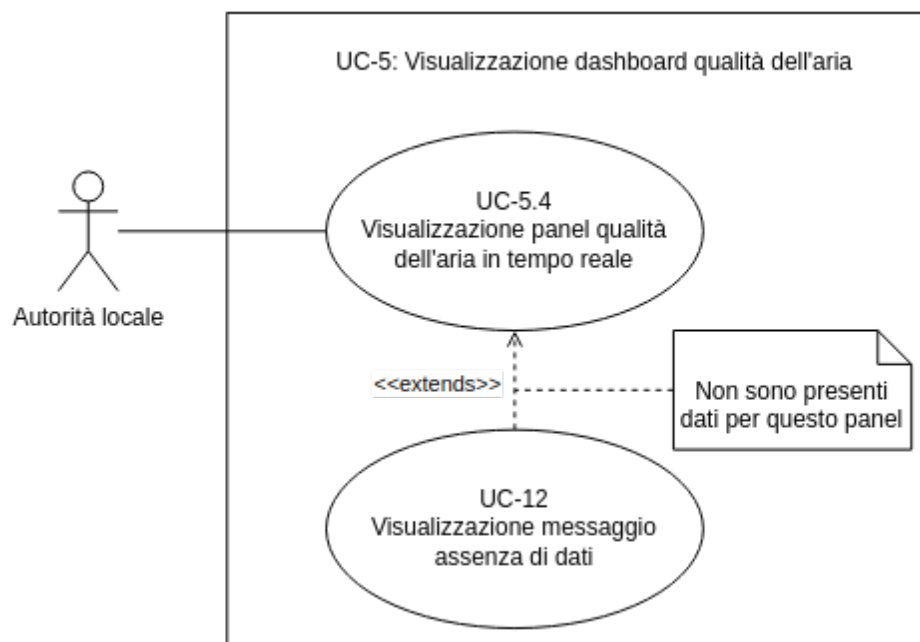 UC-5: Visualizzazione dashboard qualità dell'aria
UC-5.4
Visualizzazione panel qualità
dell'aria in tempo reale
Autorità locale
<<extends>>
Non sono presenti
dati per questo panel
UC-12
Visualizzazione messaggio
assenza di dati